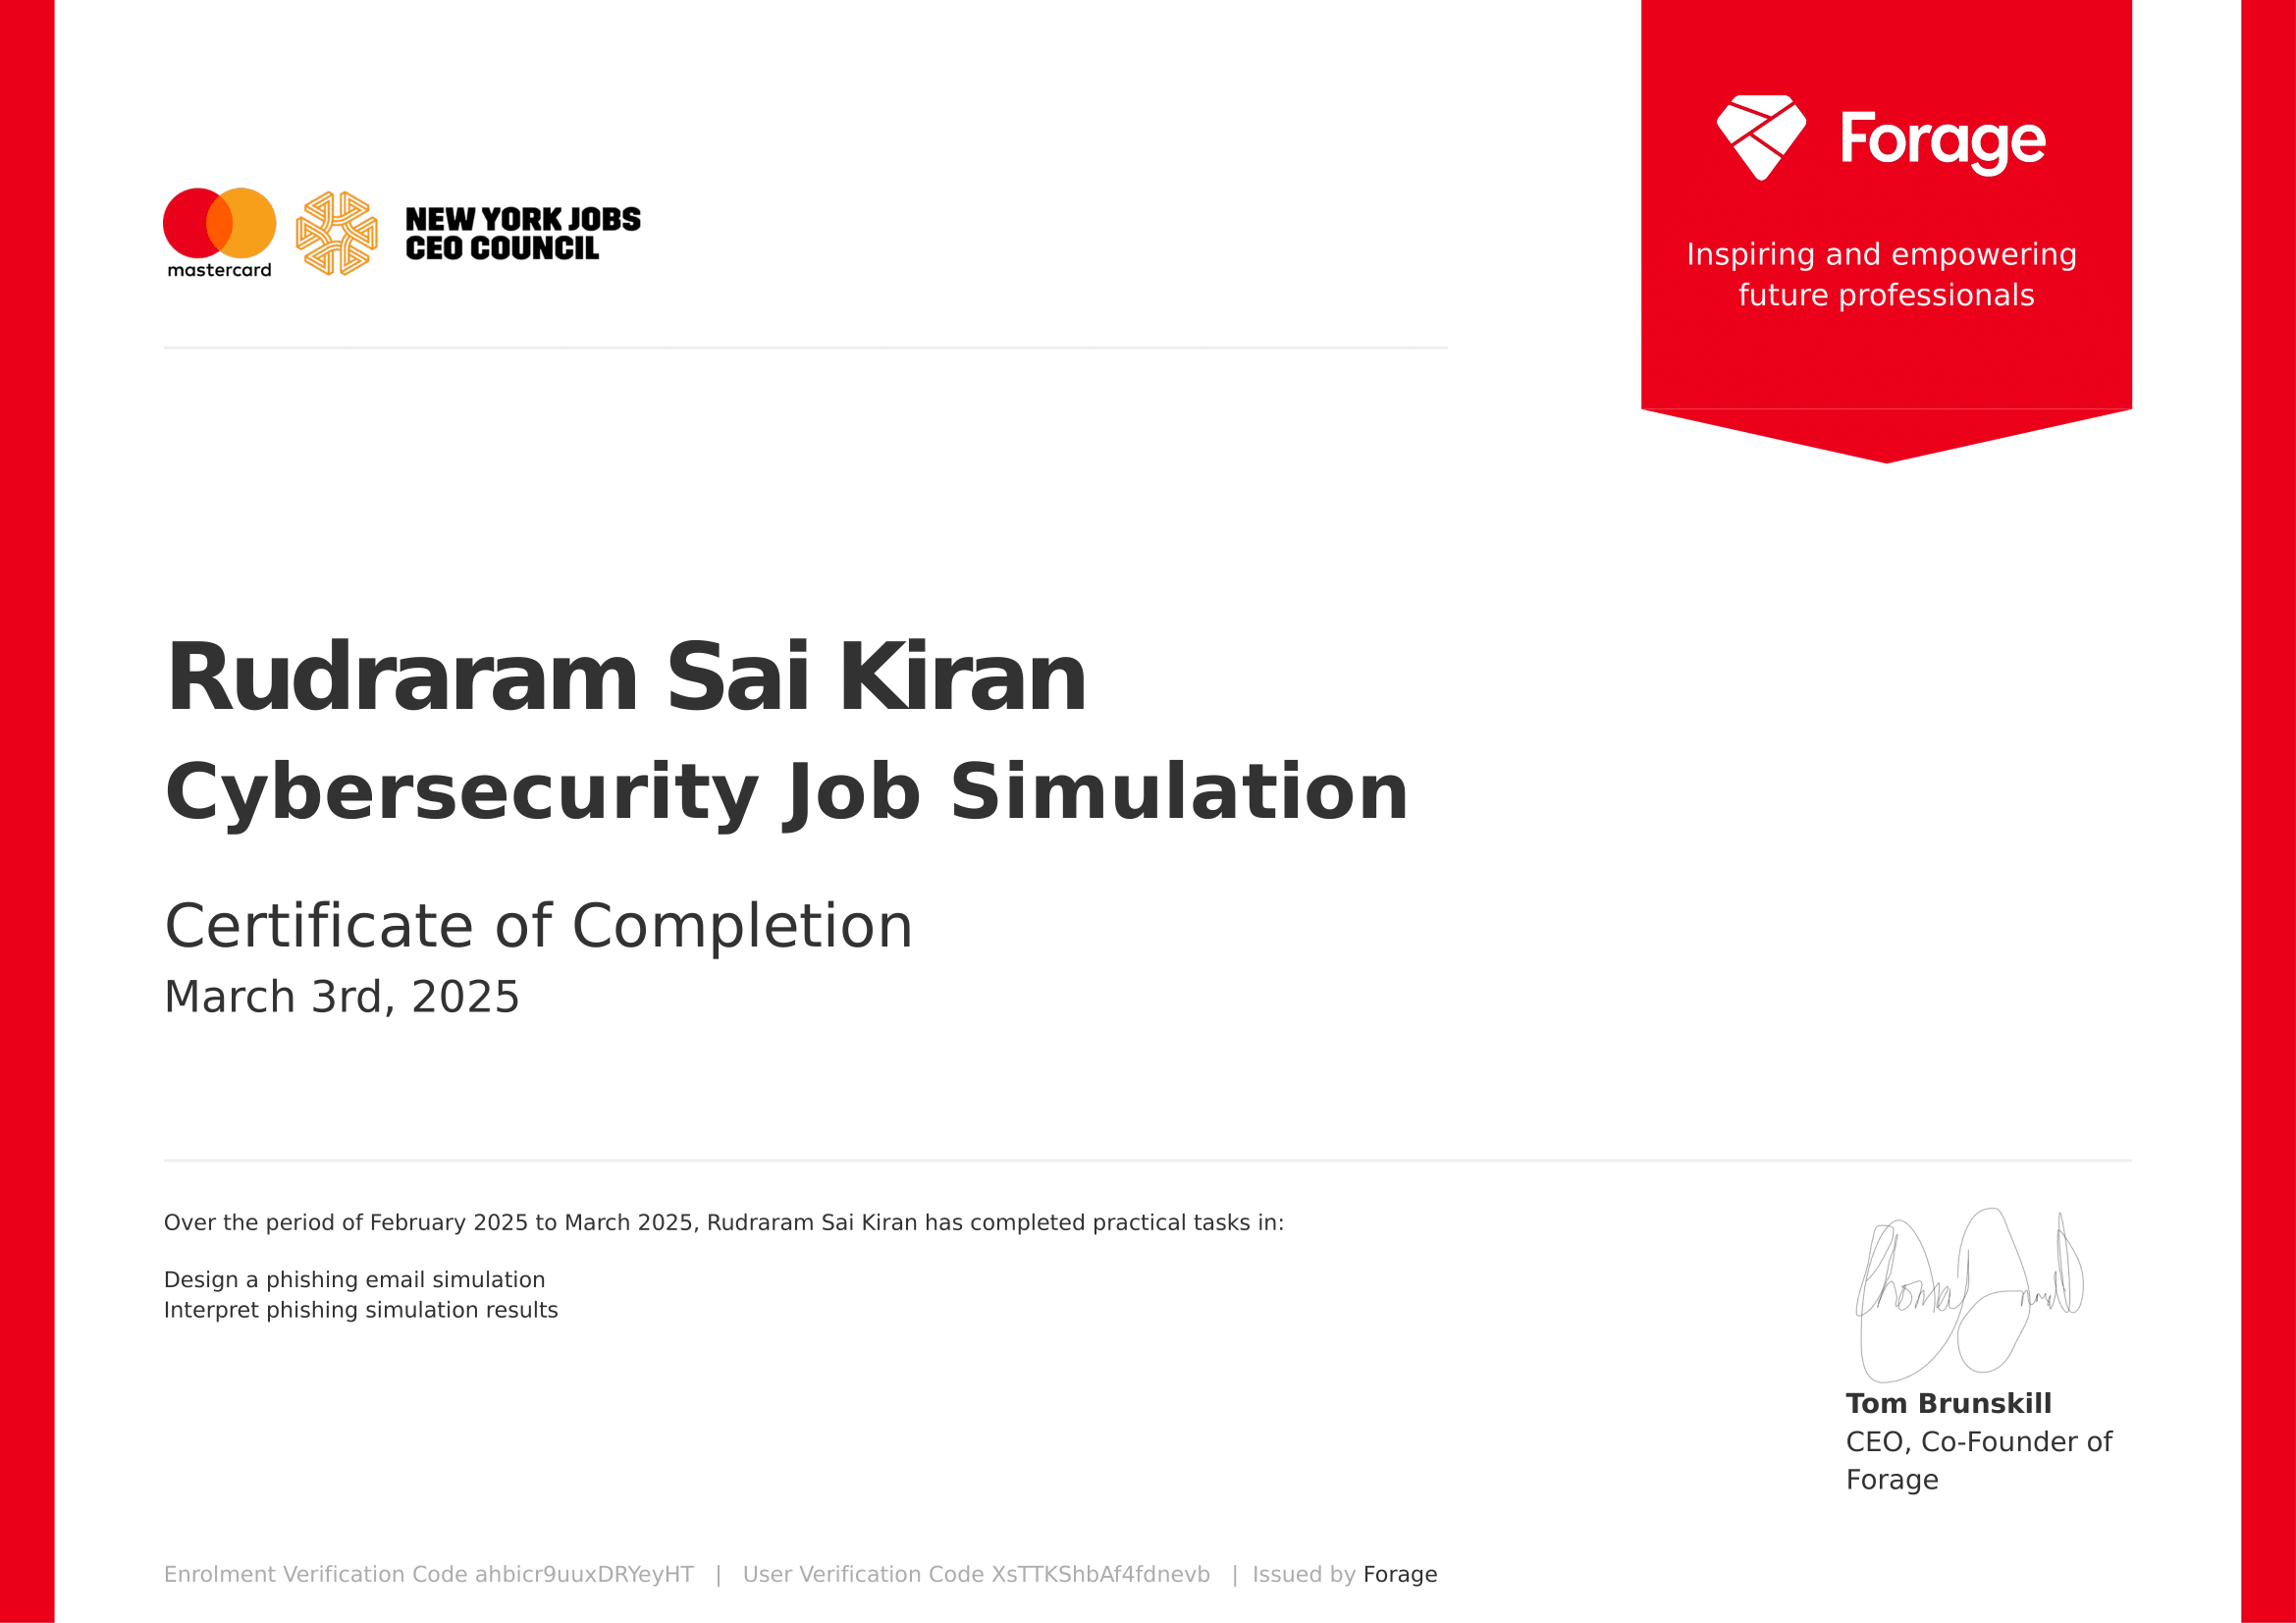 mastercard
NEW YORK JOBS
CEO COUNCIL
Forage
Inspiring and empowering
future professionals
Rudraram Sai Kiran
Cybersecurity Job Simulation
Certificate of Completion
March 3rd, 2025
Over the period of February 2025 to March 2025, Rudraram Sai Kiran has completed practical tasks in:
Design a phishing email simulation
Interpret phishing simulation results
Tom Brunskill
CEO, Co-Founder of
Forage
Enrolment Verification Code ahbicr9uuxDRYeyHT | User Verification Code XsTTKShbAf4fdnevb | Issued by Forage